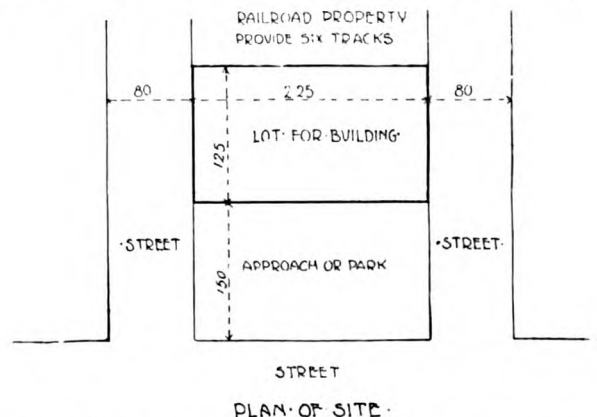 RAILROAD PROPERTY
PROVIDE SIX TRACKS
80
225
80
125
LOT· FOR· BUILDING·
·STREET
·STREET·
150
APPROACH OR PARK
STREET
PLAN· OF SITE·